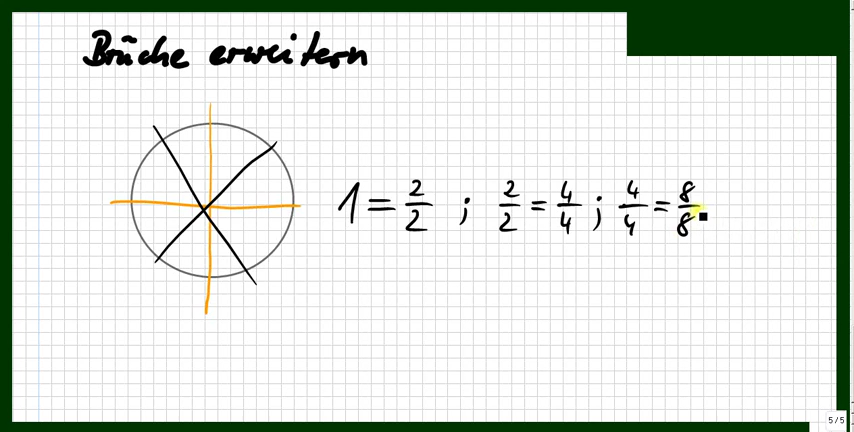 Brüche erweitern
1 = 2/2 ; 2/2 = 4/4 ; 4/4 = 8/8
5/5